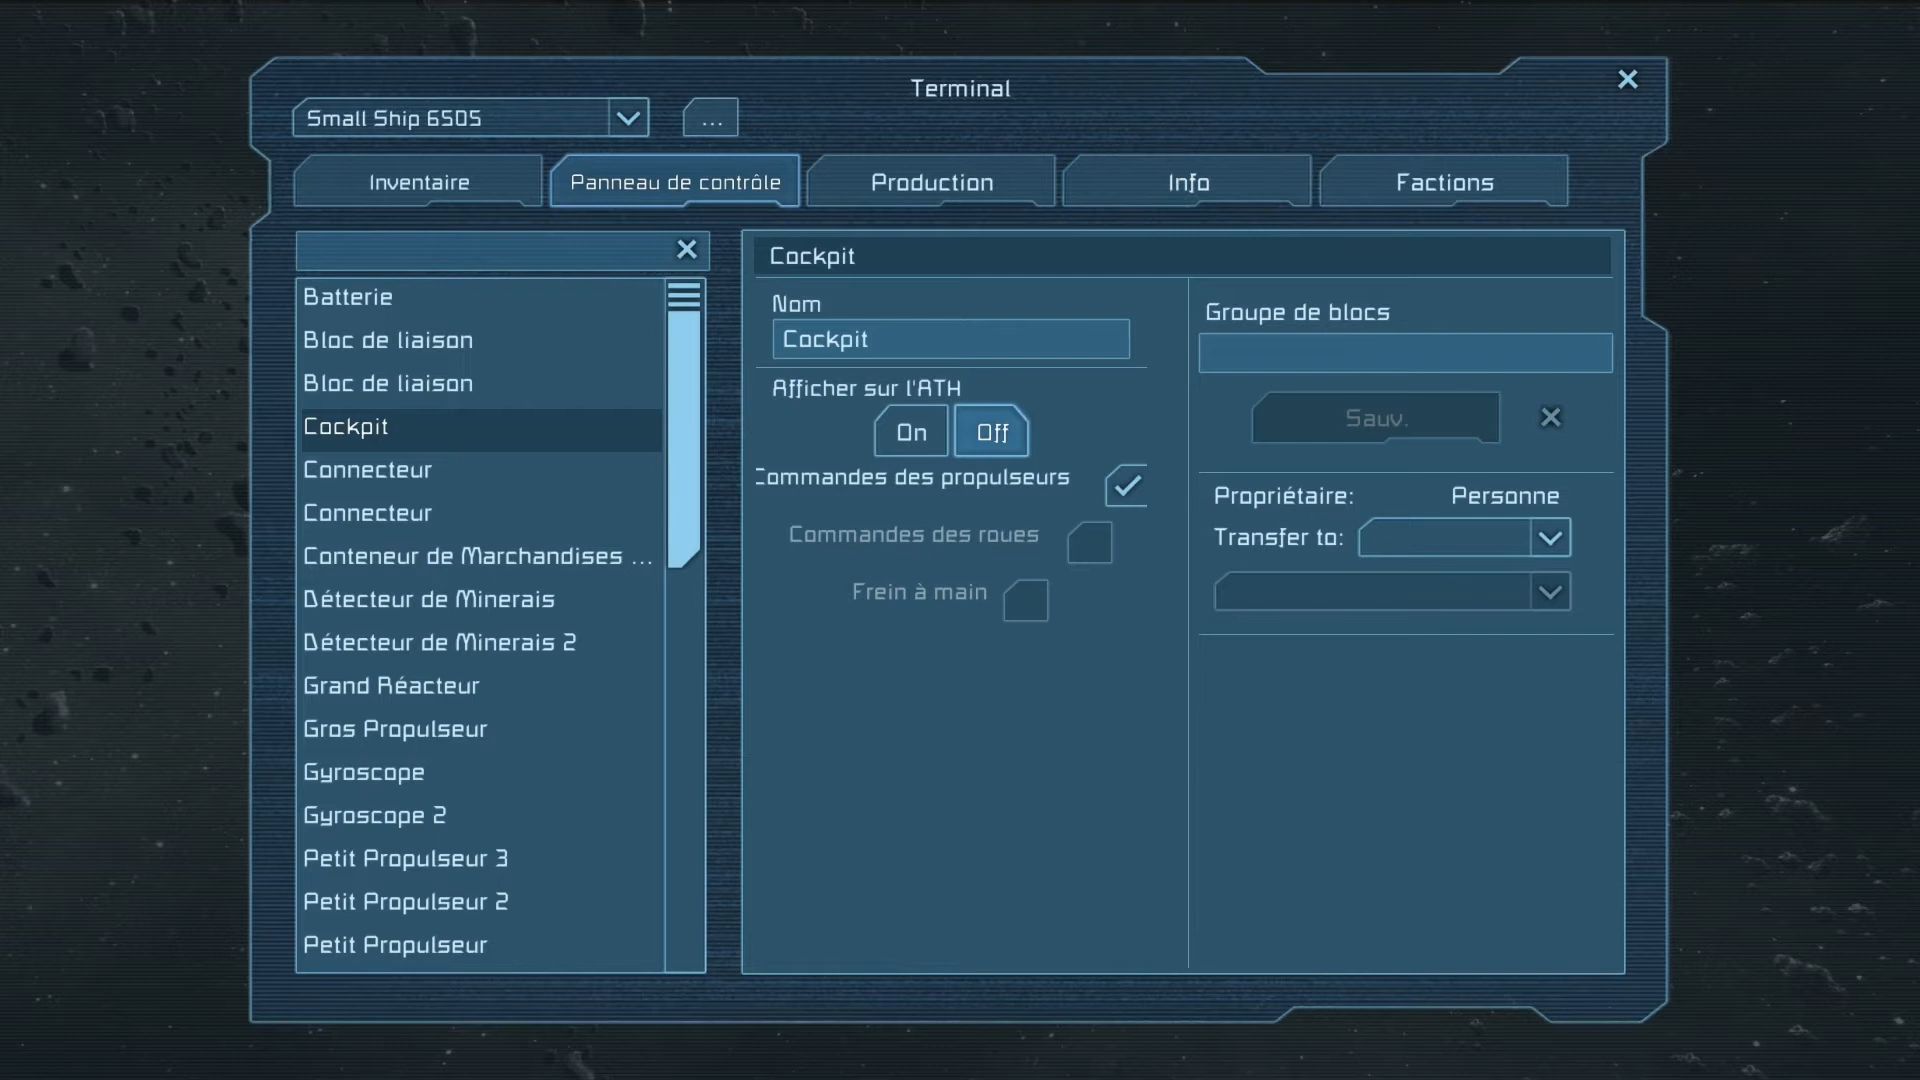 Terminal
Small Ship 6505
...
Inventaire
Panneau de contrôle
Production
Info
Factions
Batterie
Bloc de liaison
Bloc de liaison
Cockpit
Connecteur
Connecteur
Conteneur de Marchandises ...
Détecteur de Minerais
Détecteur de Minerais 2
Grand Réacteur
Gros Propulseur
Gyroscope
Gyroscope 2
Petit Propulseur 3
Petit Propulseur 2
Petit Propulseur
Cockpit
Nom
Cockpit
Afficher sur l'ATH
On Off
Commandes des propulseurs
Commandes des roues
Frein à main
Groupe de blocs
Sauv.
Propriétaire: Personne
Transfer to: